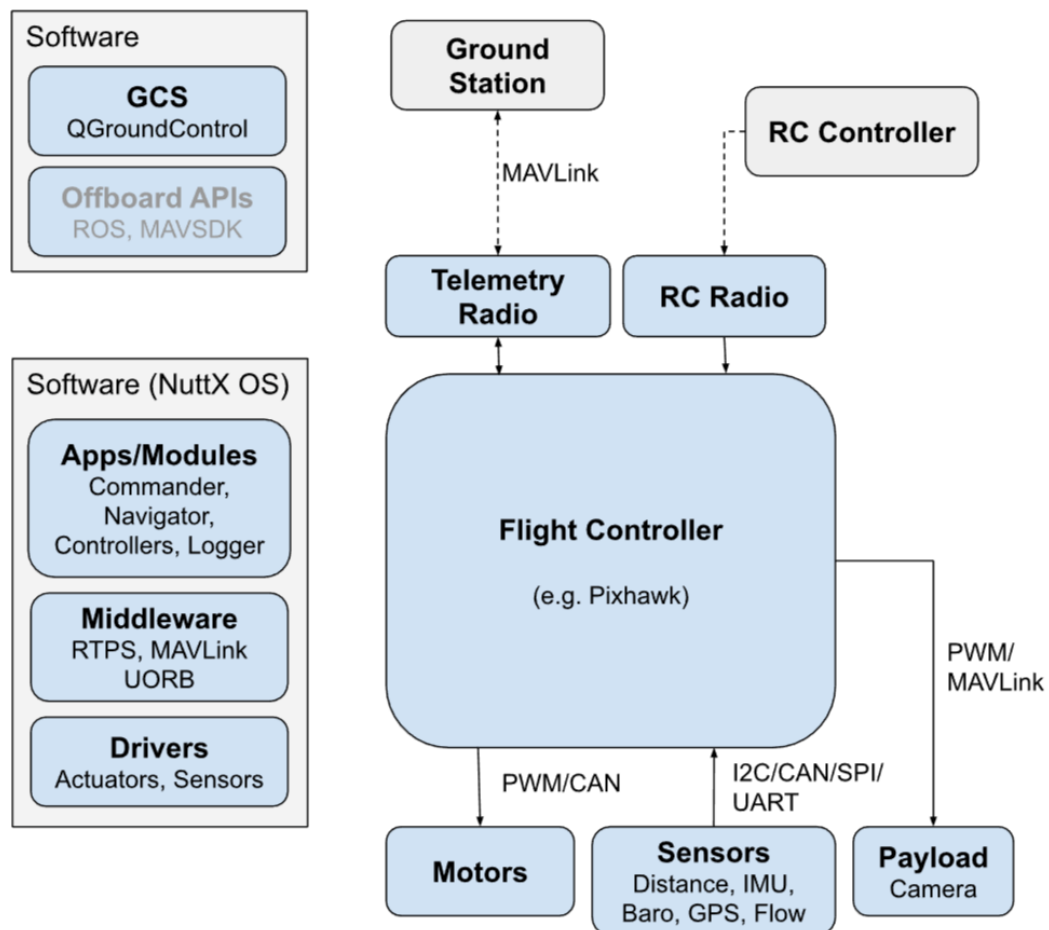 Software
GCS
QGroundControl
Offboard APIs
ROS, MAVSDK
Ground
Station
RC Controller
MAVLink
Telemetry
Radio
RC Radio
Software (NuttX OS)
Apps/Modules
Commander,
Navigator,
Controllers, Logger
Middleware
RTPS, MAVLink
UORB
Drivers
Actuators, Sensors
Flight Controller
(e.g. Pixhawk)
PWM/
MAVLink
PWM/CAN
I2C/CAN/SPI/
UART
Motors
Sensors
Distance, IMU,
Baro, GPS, Flow
Payload
Camera